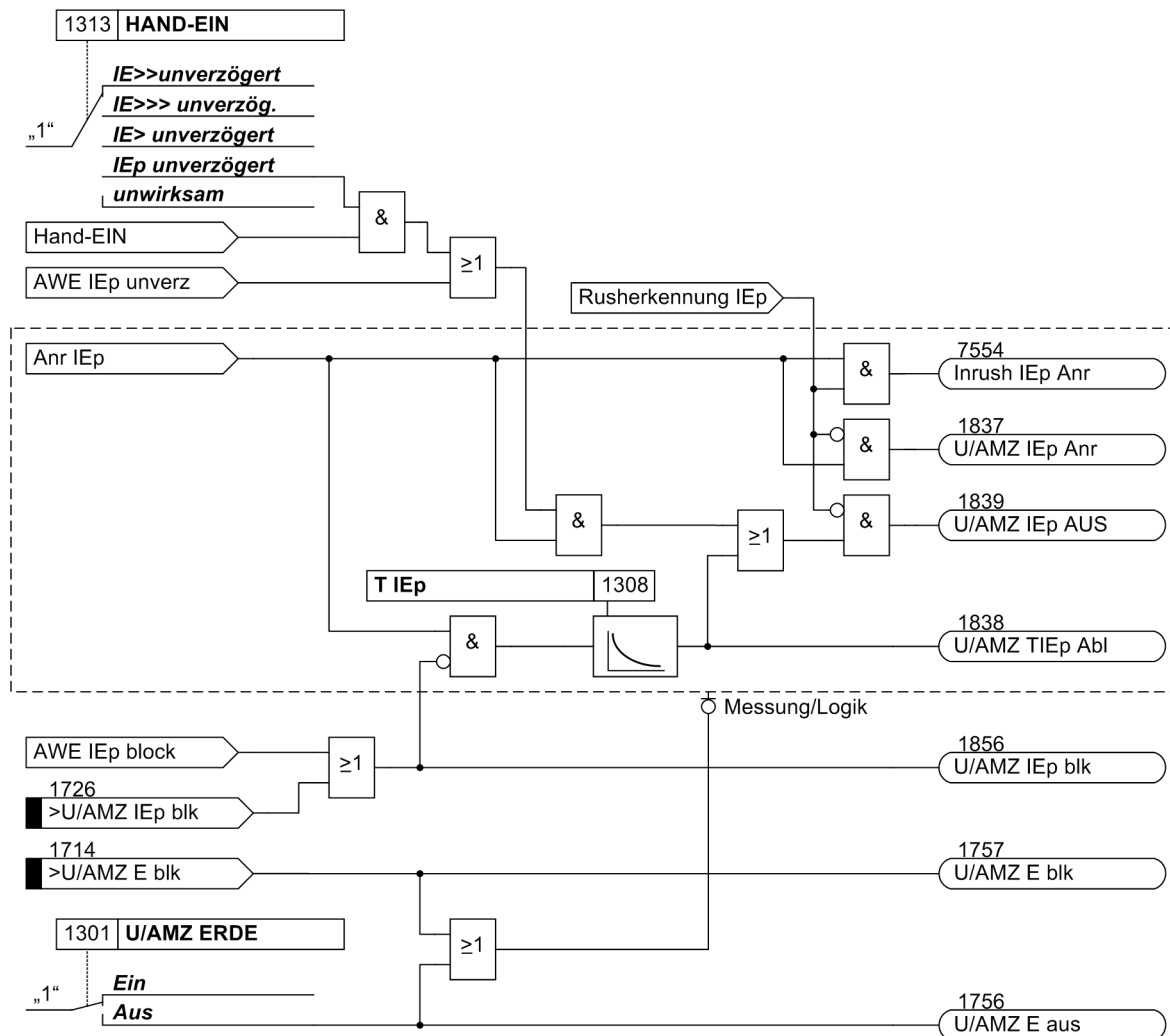 1313 HAND-EIN
IE>>unverzögert
IE>>> unverzög.
„1“
IE> unverzögert
IEp unverzögert
unwirksam
&
Hand-EIN
≥1
AWE IEp unverz
Rusherkennung IEp
Anr IEp
&
7554
Inrush IEp Anr
&
1837
U/AMZ IEp Anr
&
≥1
&
1839
U/AMZ IEp AUS
T IEp 1308
&
1838
U/AMZ TIEp Abl
Messung/Logik
AWE IEp block
≥1
1856
U/AMZ IEp blk
1726
>U/AMZ IEp blk
1714
>U/AMZ E blk
1757
U/AMZ E blk
1301 U/AMZ ERDE
≥1
„1“
Ein
Aus
1756
U/AMZ E aus